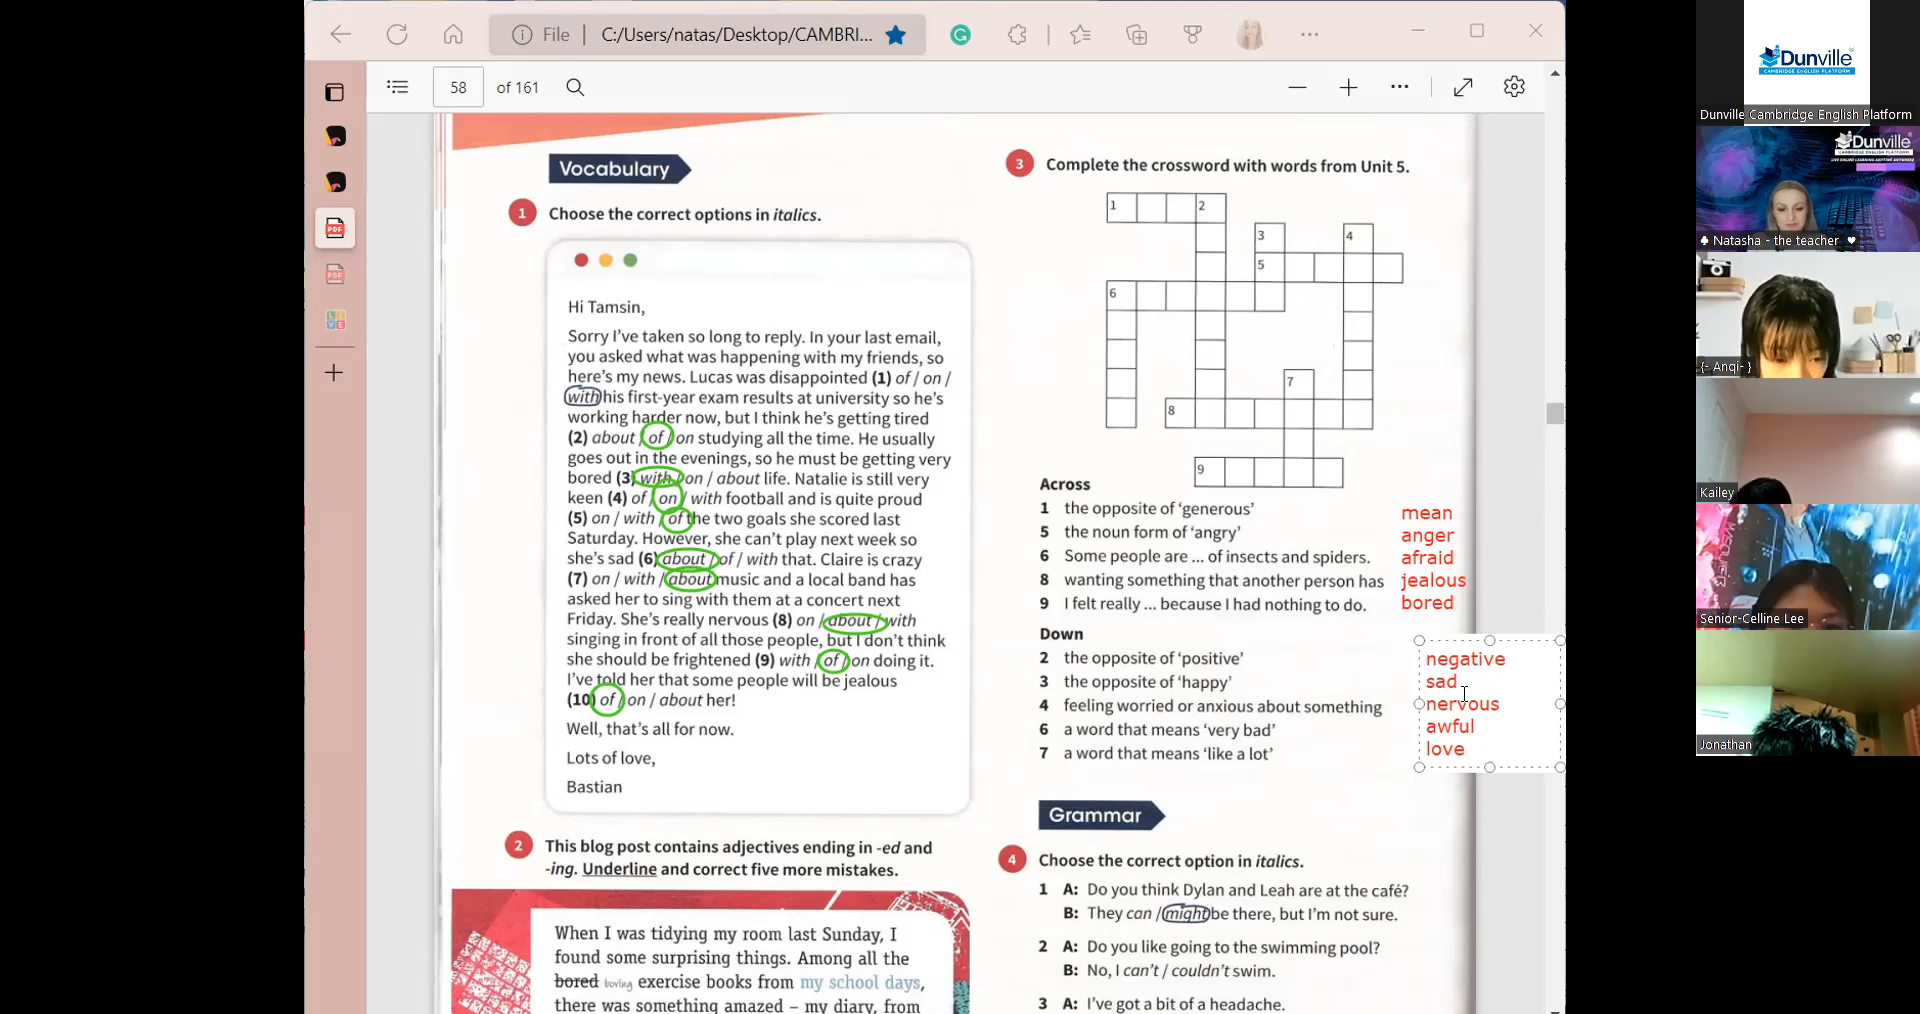 File
C:/Users/natas/Desktop/CAMBRI...
58 of 161
Vocabulary
1 Choose the correct options in italics.
Hi Tamsin,
Sorry I've taken so long to reply. In your last email,
you asked what was happening with my friends, so
here's my news. Lucas was disappointed (1) of / on /
with his first-year exam results at university so he's
working harder now, but I think he's getting tired
(2) about / of / on studying all the time. He usually
goes out in the evenings, so he must be getting very
bored (3) with / on / about life. Natalie is still very
keen (4) of / on / with football and is quite proud
(5) on / with / of the two goals she scored last
Saturday. However, she can't play next week so
she's sad (6) about / of / with that. Claire is crazy
(7) on / with / about music and a local band has
asked her to sing with them at a concert next
Friday. She's really nervous (8) on / about / with
singing in front of all those people, but I don't think
she should be frightened (9) with / of / on doing it.
I've told her that some people will be jealous
(10) of / on / about her!
Well, that's all for now.
Lots of love,
Bastian
2 This blog post contains adjectives ending in -ed and
-ing. Underline and correct five more mistakes.
When I was tidying my room last Sunday, I
found some surprising things. Among all the
bored boring exercise books from my school days,
there was something amazed – my diary, from
3 Complete the crossword with words from Unit 5.
1
2
3
4
5
6
7
8
9
Across
1 the opposite of 'generous'
5 the noun form of 'angry'
6 Some people are ... of insects and spiders.
8 wanting something that another person has
9 I felt really ... because I had nothing to do.
mean
anger
afraid
jealous
bored
Down
2 the opposite of 'positive'
3 the opposite of 'happy'
4 feeling worried or anxious about something
6 a word that means 'very bad'
7 a word that means 'like a lot'
negative
sad
nervous
awful
love
Grammar
4 Choose the correct option in italics.
1 A: Do you think Dylan and Leah are at the café?
B: They can / might be there, but I'm not sure.
2 A: Do you like going to the swimming pool?
B: No, I can't / couldn't swim.
3 A: I've got a bit of a headache.
Dunville
CAMBRIDGE ENGLISH PLATFORM
Dunville Cambridge English Platform
Dunville
Natasha - the teacher ♥
{- Anqi- }
Kailey
Senior-Celline Lee
Jonathan